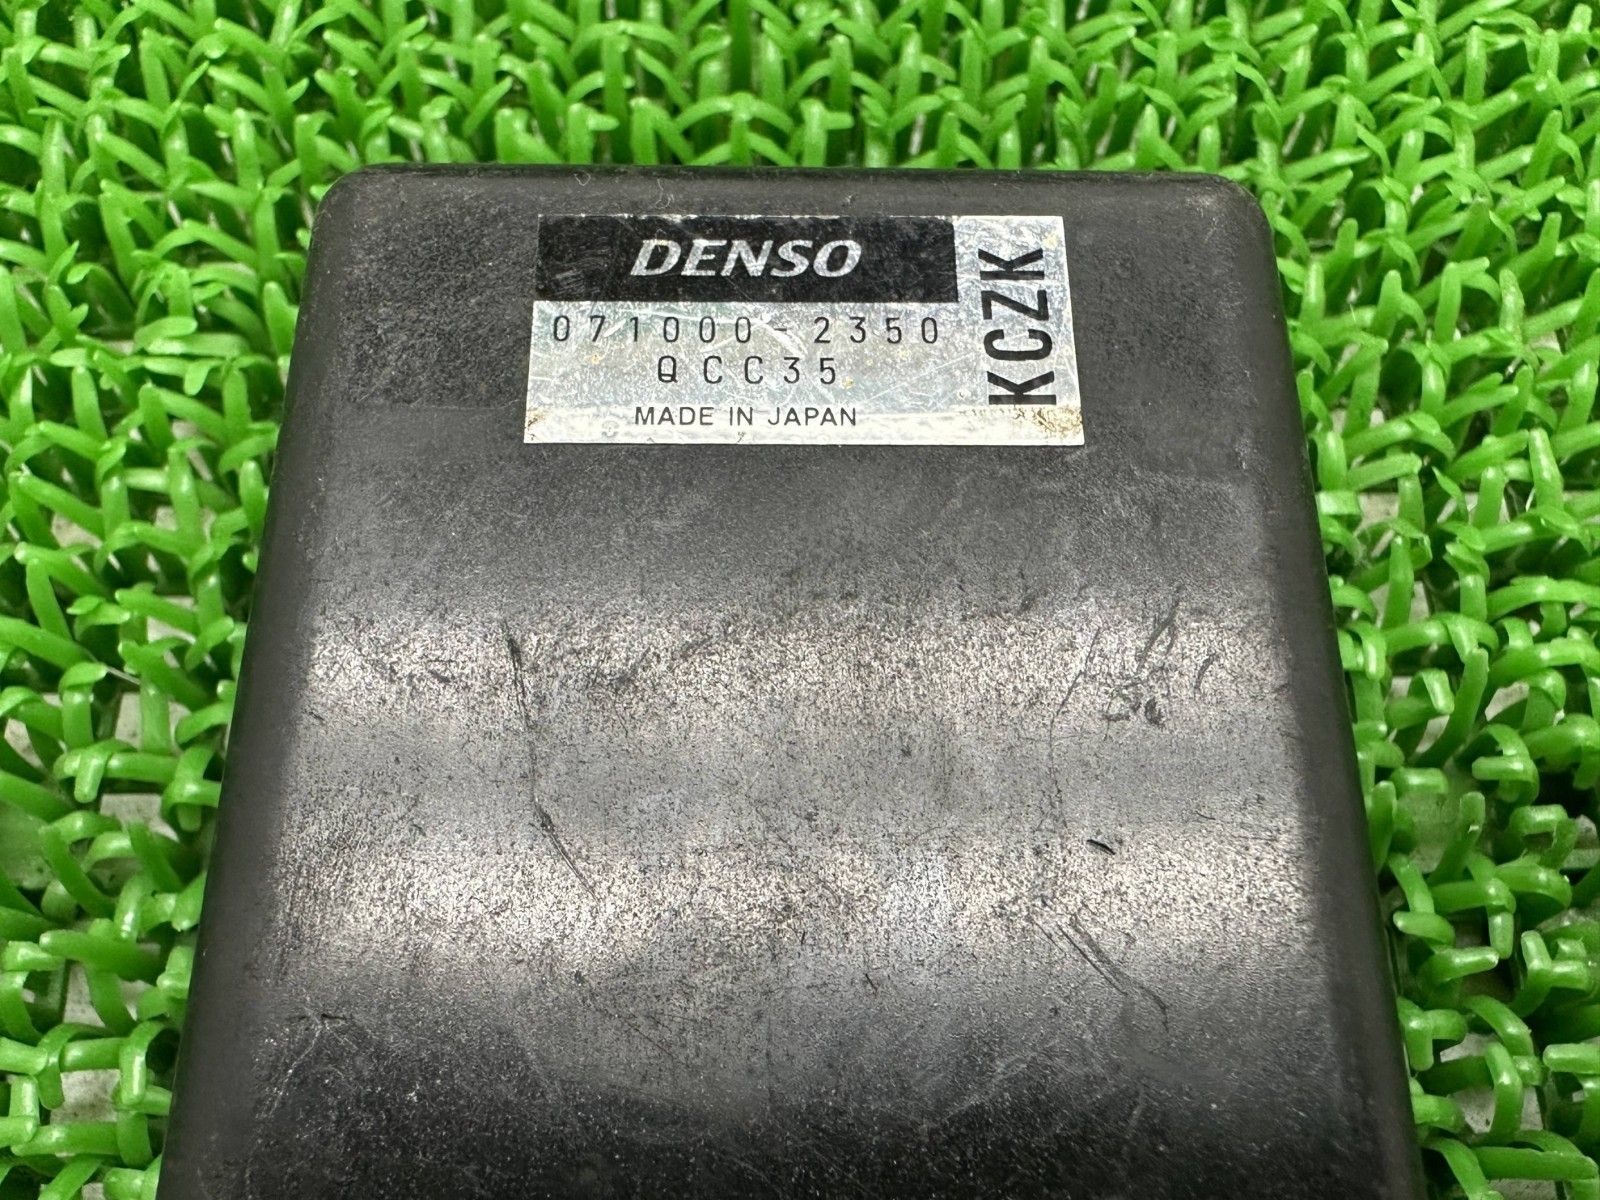 DENSO
071000-2350
QCC35
MADE IN JAPAN
KCZK